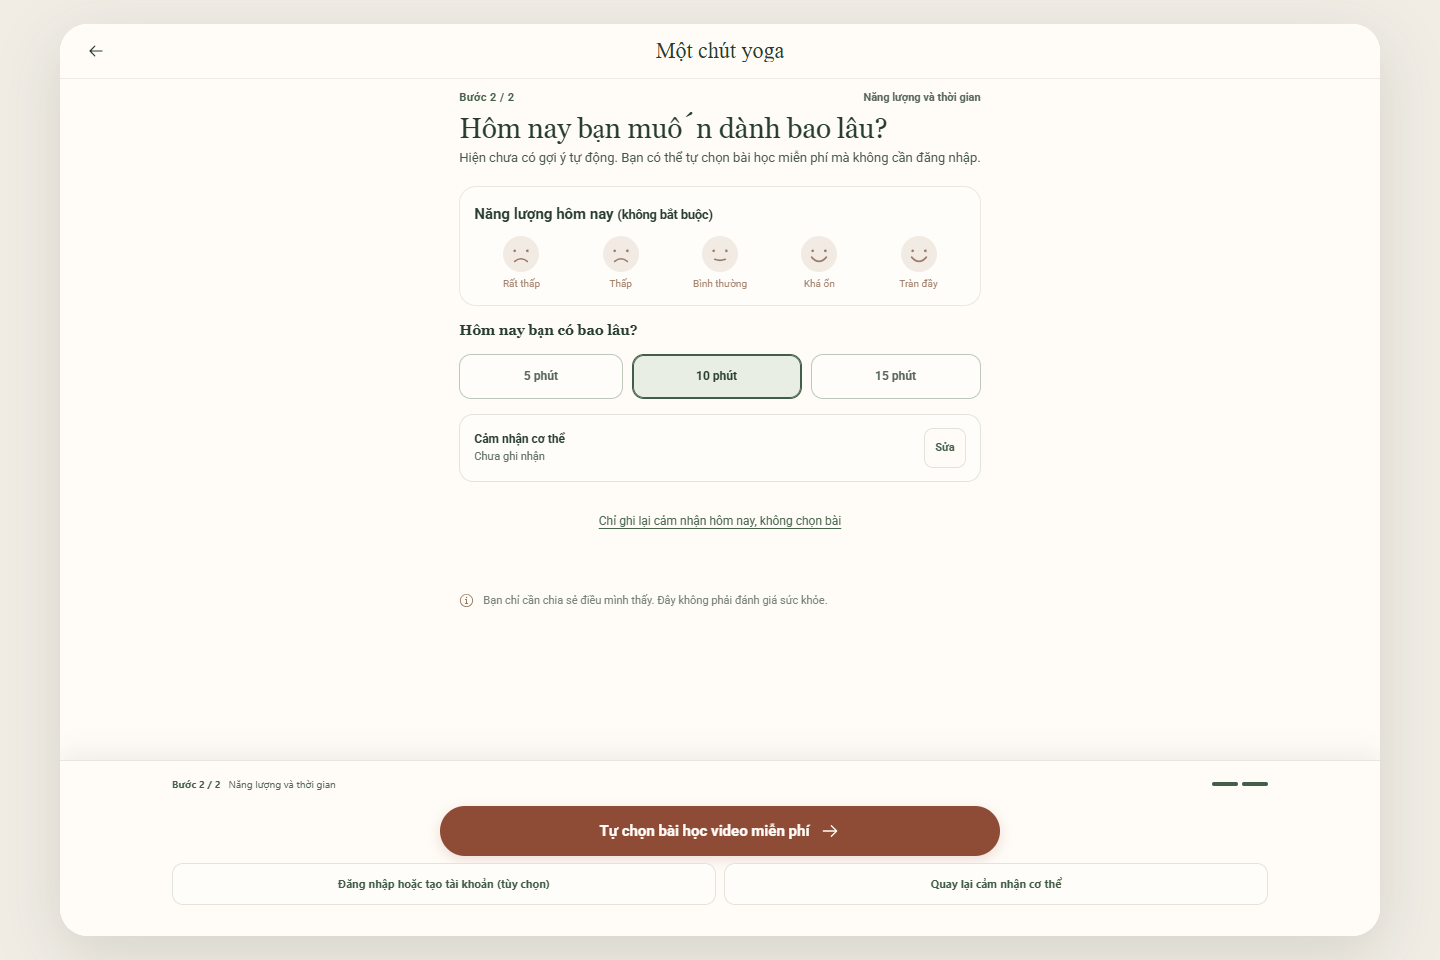 Một chút yoga
Bước 2 / 2
Năng lượng và thời gian
Hôm nay bạn muốn dành bao lâu?
Hiện chưa có gợi ý tự động. Bạn có thể tự chọn bài học miễn phí mà không cần đăng nhập.
Năng lượng hôm nay (không bắt buộc)
Rất thấp
Thấp
Bình thường
Khá ổn
Tràn đầy
Hôm nay bạn có bao lâu?
5 phút
10 phút
15 phút
Cảm nhận cơ thể
Chưa ghi nhận
Sửa
Chỉ ghi lại cảm nhận hôm nay, không chọn bài
Bạn chỉ cần chia sẻ điều mình thấy. Đây không phải đánh giá sức khỏe.
Bước 2 / 2 Năng lượng và thời gian
Tự chọn bài học video miễn phí
Đăng nhập hoặc tạo tài khoản (tùy chọn)
Quay lại cảm nhận cơ thể